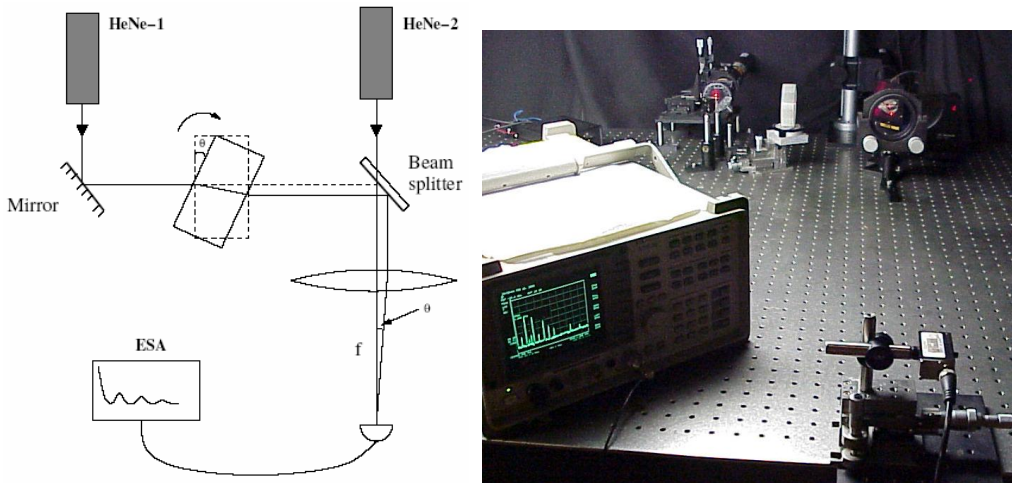 HeNe-1
HeNe-2
θ
Beam
splitter
Mirror
θ
f
ESA